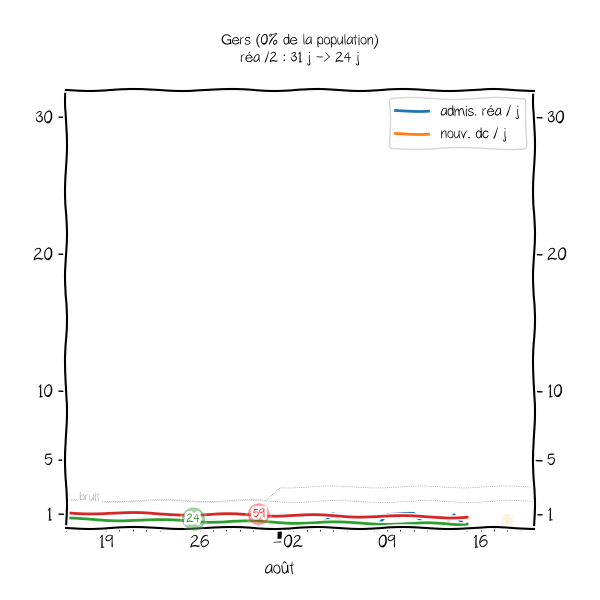 Gers (0% de la population)
réa /2 : 31 j -> 24 j
admis. réa / j
nouv. dc / j
30
30
20
20
10
10
5
5
bruit
1
24
59
1
19
26
02
09
16
août